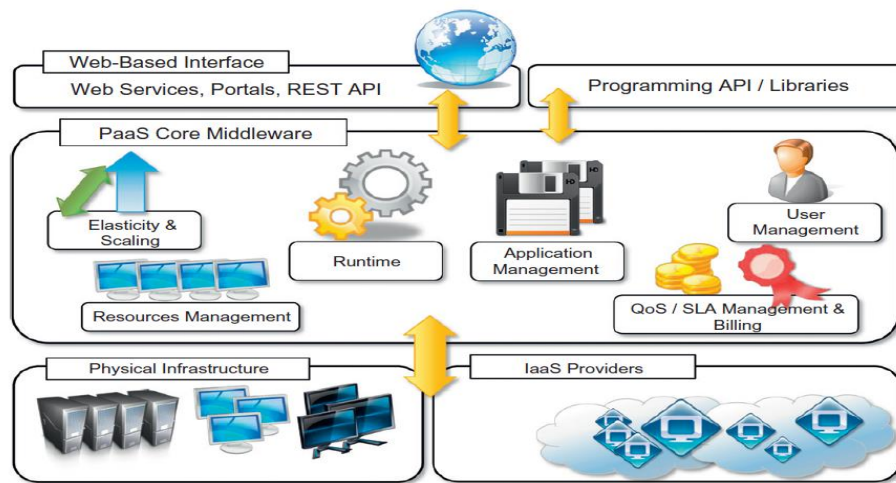 Web-Based Interface
Web Services, Portals, REST API
Programming API / Libraries
PaaS Core Middleware
Elasticity &
Scaling
Runtime
Application
Management
User
Management
Resources Management
QoS / SLA Management &
Billing
Physical Infrastructure
IaaS Providers